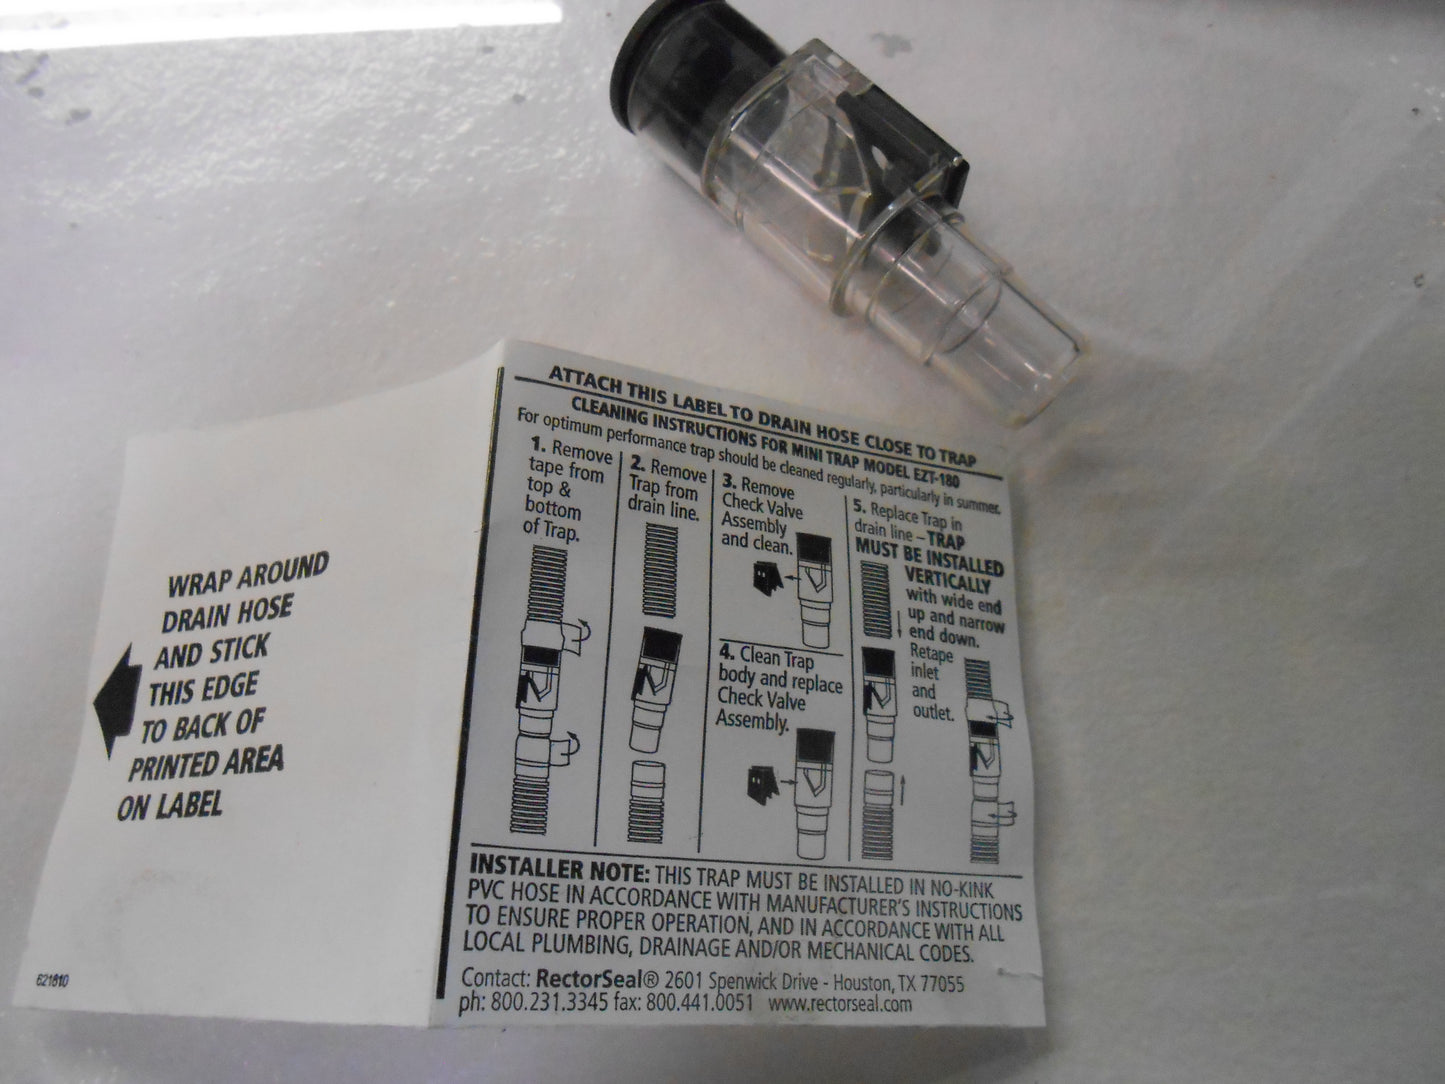 WRAP AROUND
DRAIN HOSE
AND STICK
THIS EDGE
TO BACK OF
PRINTED AREA
ON LABEL
621810
ATTACH THIS LABEL TO DRAIN HOSE CLOSE TO TRAP
CLEANING INSTRUCTIONS FOR MINI TRAP MODEL EZT-180
For optimum performance trap should be cleaned regularly, particularly in summer.
1. Remove
tape from
top &
bottom
of Trap.
2. Remove
Trap from
drain line.
3. Remove
Check Valve
Assembly
and clean.
4. Clean Trap
body and replace
Check Valve
Assembly.
5. Replace Trap in
drain line – TRAP
MUST BE INSTALLED
VERTICALLY
with wide end
up and narrow
end down.
Retape
inlet
and
outlet.
INSTALLER NOTE: THIS TRAP MUST BE INSTALLED IN NO-KINK
PVC HOSE IN ACCORDANCE WITH MANUFACTURER'S INSTRUCTIONS
TO ENSURE PROPER OPERATION, AND IN ACCORDANCE WITH ALL
LOCAL PLUMBING, DRAINAGE AND/OR MECHANICAL CODES.
Contact: RectorSeal® 2601 Spenwick Drive - Houston, TX 77055
ph: 800.231.3345 fax: 800.441.0051 www.rectorseal.com